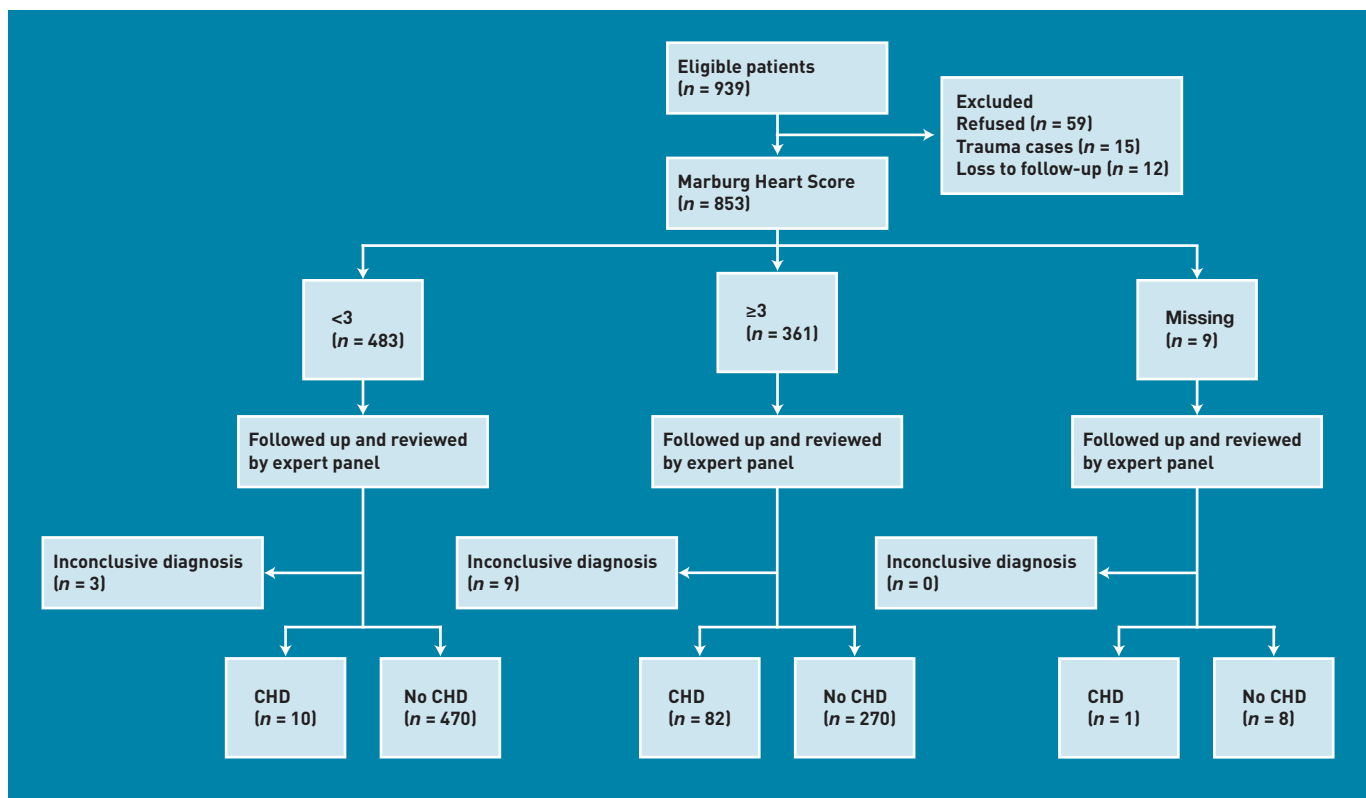 Eligible patients
(n = 939)
Excluded
Refused (n = 59)
Trauma cases (n = 15)
Loss to follow-up (n = 12)
Marburg Heart Score
(n = 853)
<3
(n = 483)
≥3
(n = 361)
Missing
(n = 9)
Followed up and reviewed
by expert panel
Followed up and reviewed
by expert panel
Followed up and reviewed
by expert panel
Inconclusive diagnosis
(n = 3)
Inconclusive diagnosis
(n = 9)
Inconclusive diagnosis
(n = 0)
CHD
(n = 10)
No CHD
(n = 470)
CHD
(n = 82)
No CHD
(n = 270)
CHD
(n = 1)
No CHD
(n = 8)